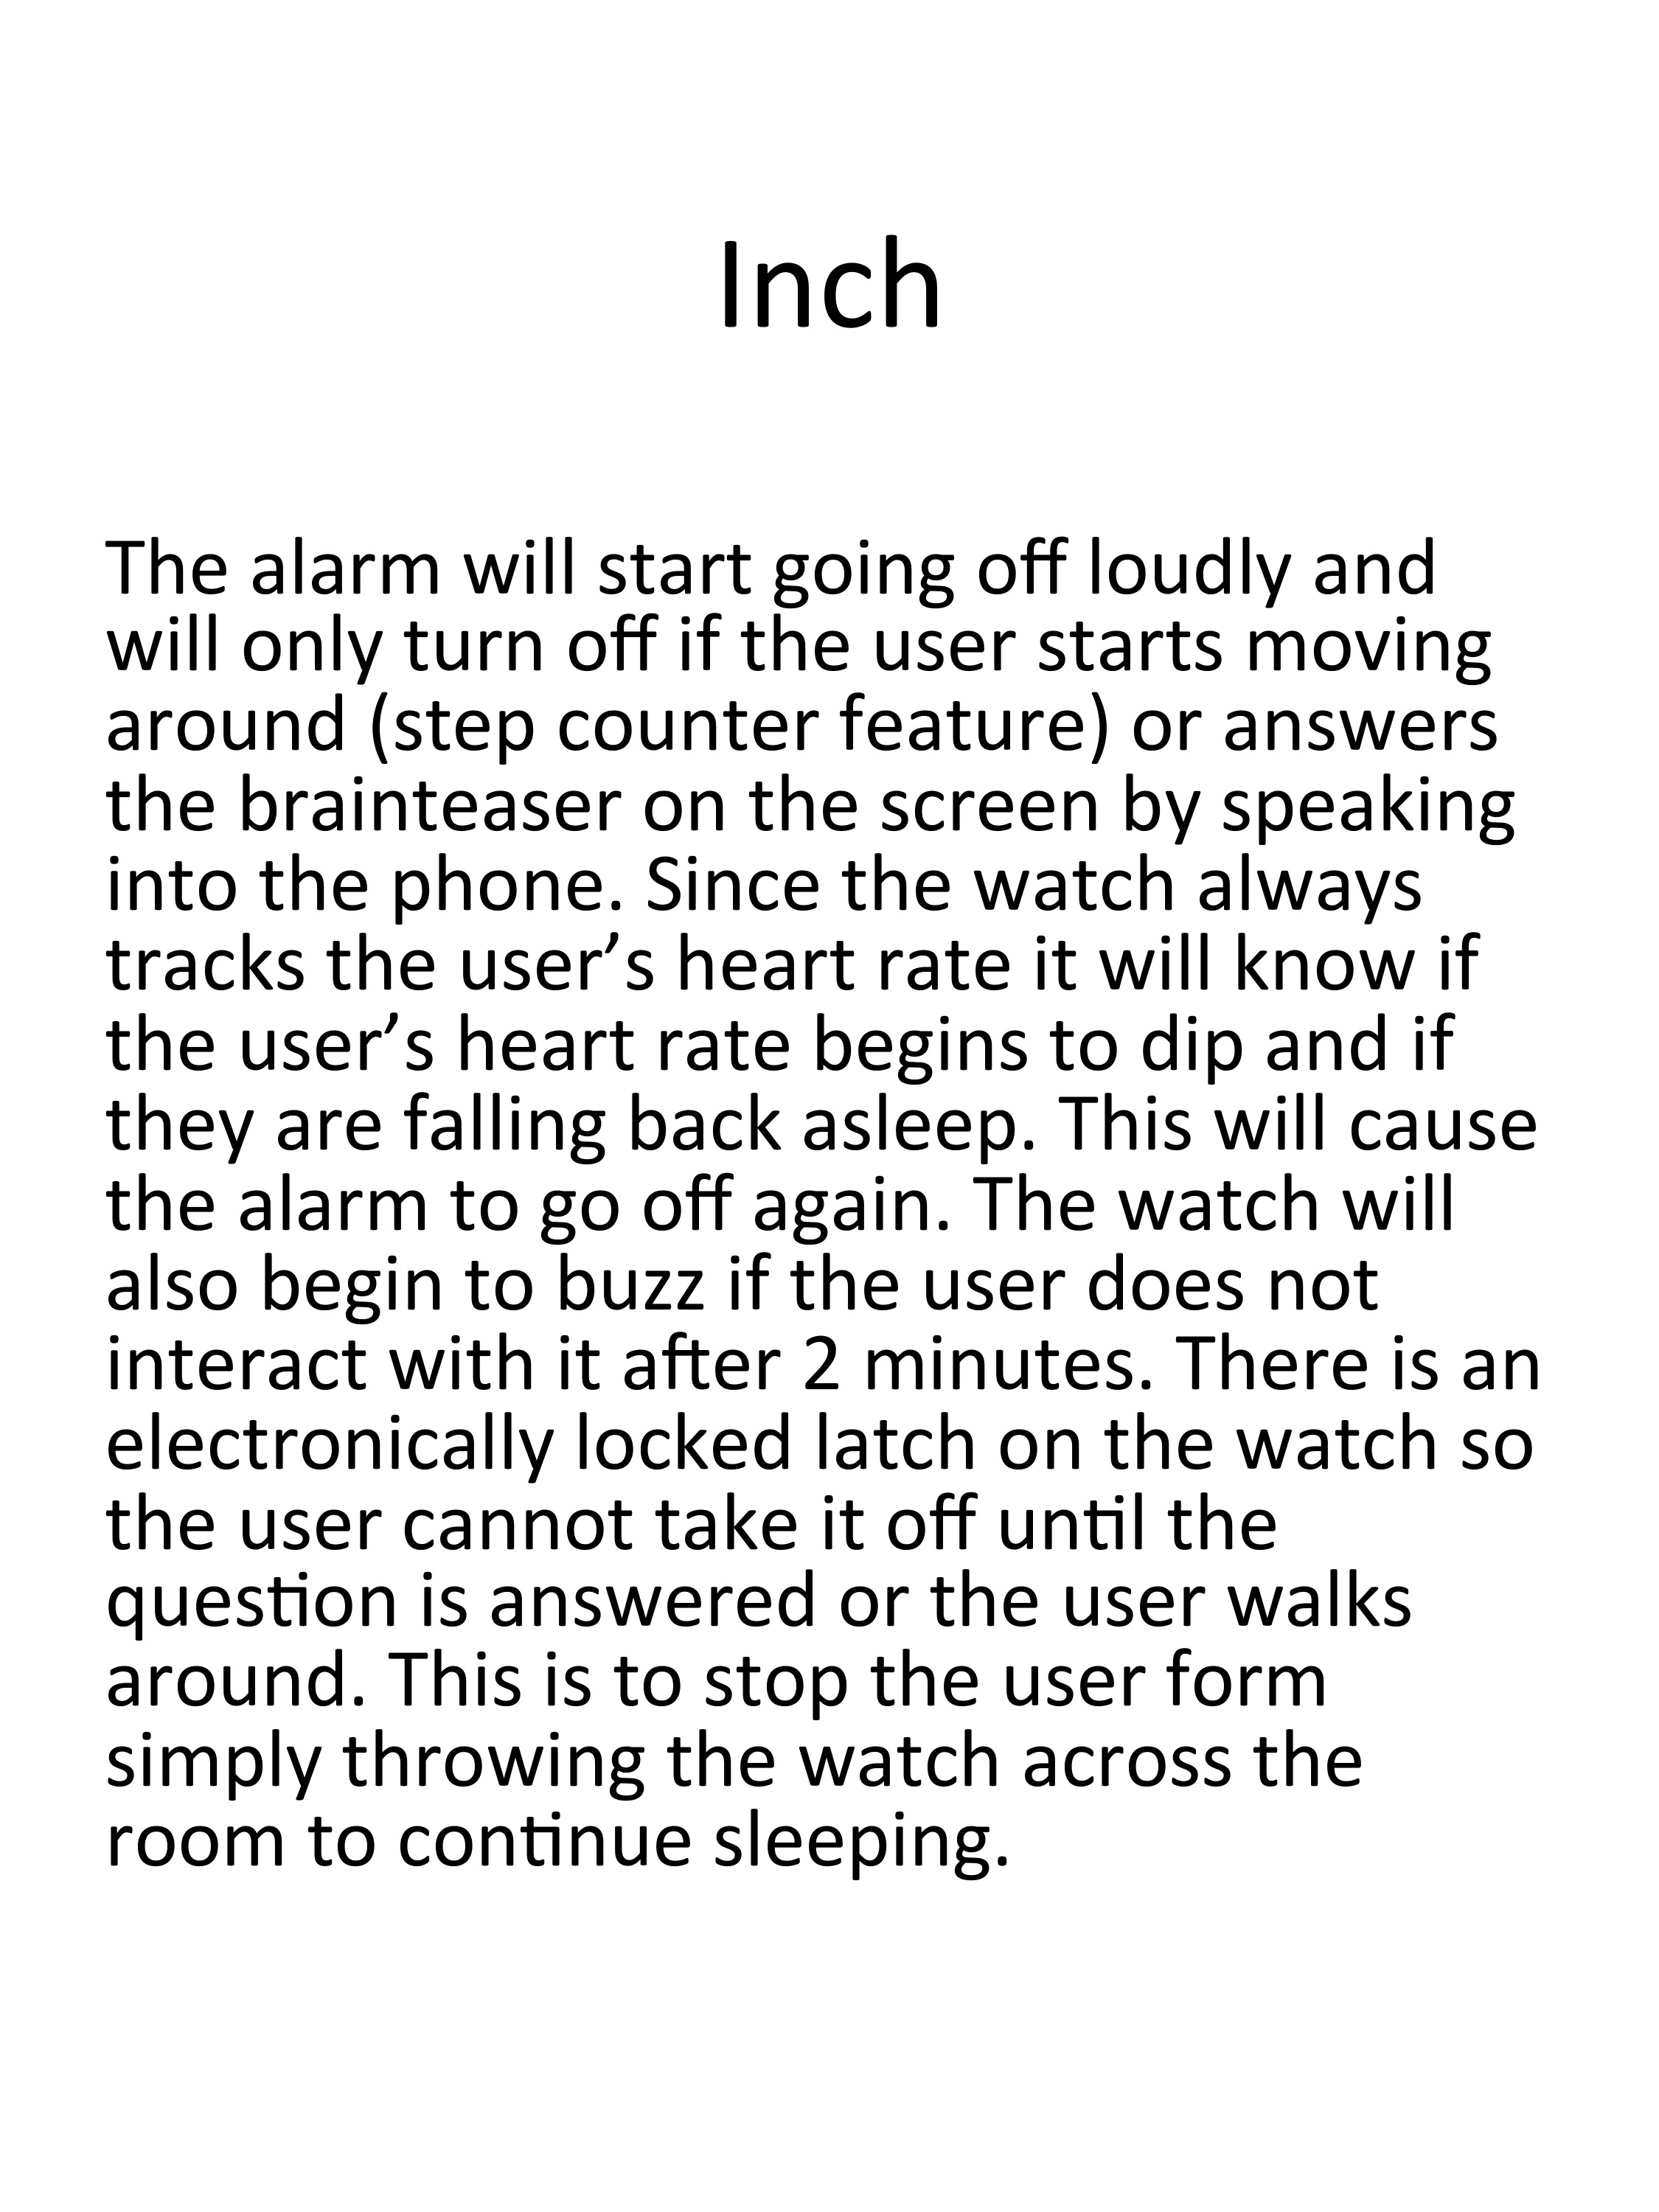 Inch
The alarm will start going off loudly and
will only turn off if the user starts moving
around (step counter feature) or answers
the brainteaser on the screen by speaking
into the phone. Since the watch always
tracks the user’s heart rate it will know if
the user’s heart rate begins to dip and if
they are falling back asleep. This will cause
the alarm to go off again. The watch will
also begin to buzz if the user does not
interact with it after 2 minutes. There is an
electronically locked latch on the watch so
the user cannot take it off until the
question is answered or the user walks
around. This is to stop the user form
simply throwing the watch across the
room to continue sleeping.